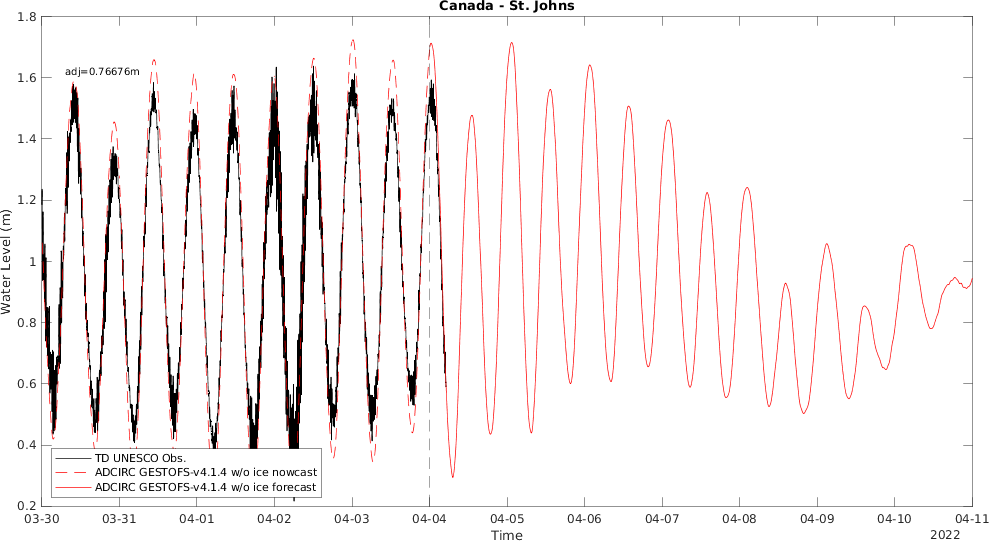 Canada - St. Johns
1.8
1.6
1.4
1.2
1
0.8
0.6
0.4
0.2
Water Level (m)
adj=0.76676m
TD UNESCO Obs.
ADCIRC GESTOFS-v4.1.4 w/o ice nowcast
ADCIRC GESTOFS-v4.1.4 w/o ice forecast
03-30 03-31 04-01 04-02 04-03 04-04 04-05 04-06 04-07 04-08 04-09 04-10 04-11
Time
2022